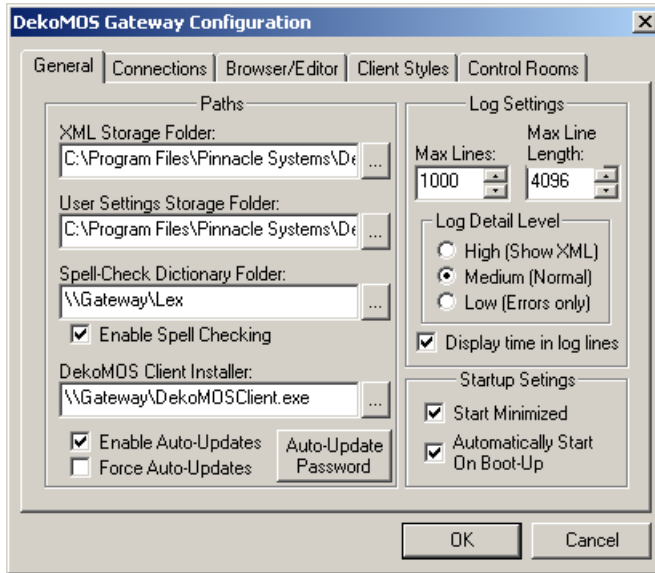 DekoMOS Gateway Configuration
General
Connections
Browser/Editor
Client Styles
Control Rooms
Paths
XML Storage Folder:
C:\Program Files\Pinnacle Systems\De
...
User Settings Storage Folder:
C:\Program Files\Pinnacle Systems\De
...
Spell-Check Dictionary Folder:
\\Gateway\Lex
...
Enable Spell Checking
DekoMOS Client Installer:
\\Gateway\DekoMOSClient.exe
...
Enable Auto-Updates
Force Auto-Updates
Auto-Update
Password
Log Settings
Max Lines:
1000
Max Line
Length:
4096
Log Detail Level
High (Show XML)
Medium (Normal)
Low (Errors only)
Display time in log lines
Startup Setings
Start Minimized
Automatically Start
On Boot-Up
OK
Cancel